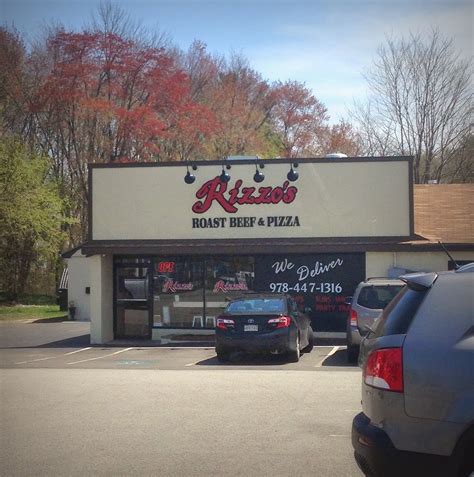 Rizzo's
ROAST BEEF & PIZZA
We Deliver
978-447-1316
Rizzo's
Rizzo's